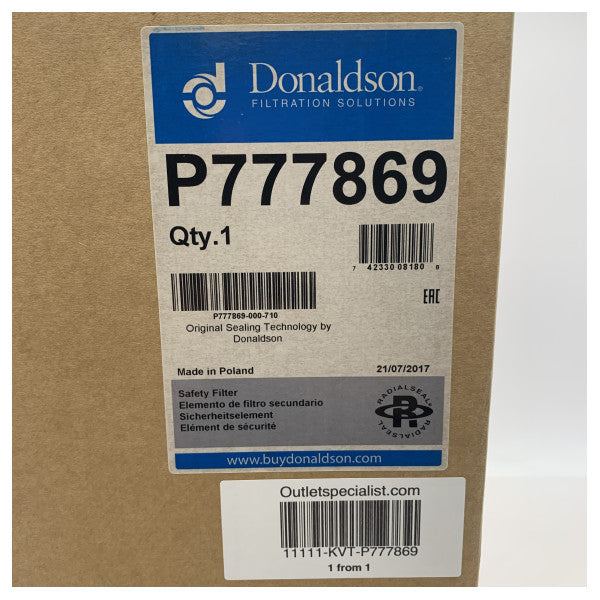 Donaldson®
FILTRATION SOLUTIONS
P777869
Qty.1
7 42330 08180 0
P777869-000-710
Original Sealing Technology by
Donaldson
EAC
Made in Poland
21/07/2017
Safety Filter
Elemento de filtro secundario
Sicherheitselement
Elément de sécurité
RADIALSEAL®
RADIALSEAL
www.buydonaldson.com
Outletspecialist.com
11111-KVT-P777869
1 from 1